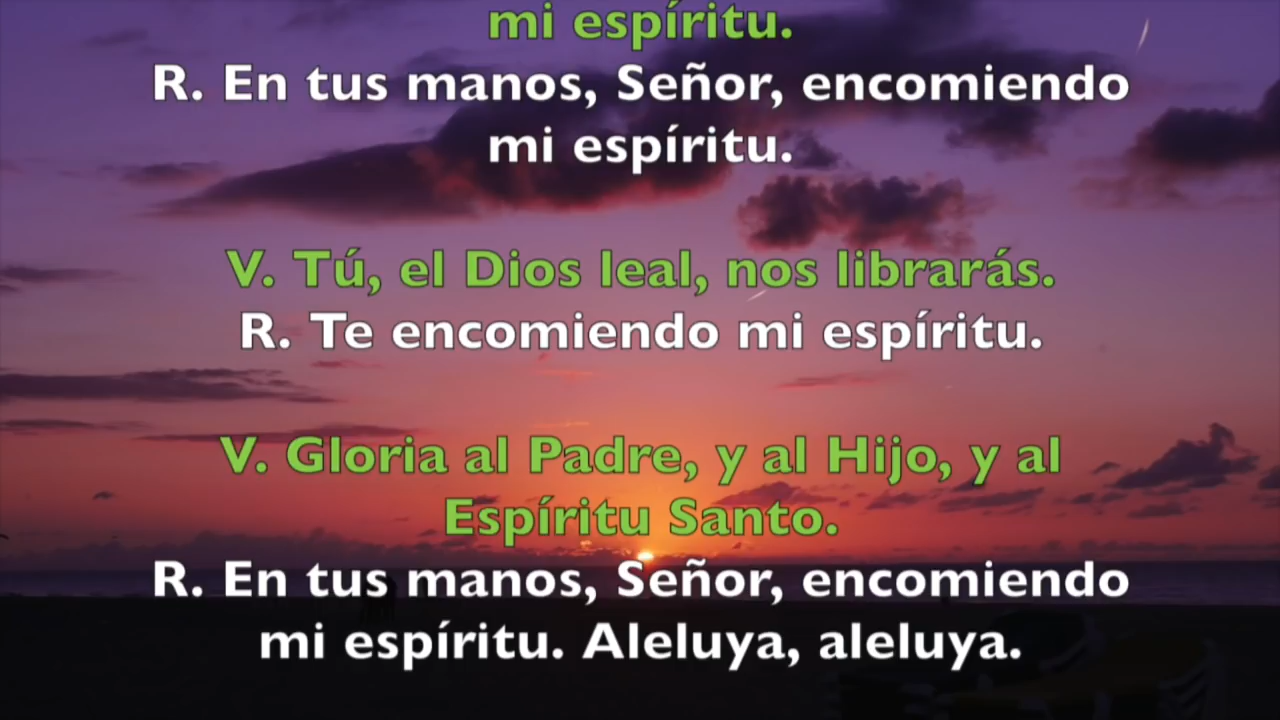 mi espíritu.
R. En tus manos, Señor, encomiendo
mi espíritu.
V. Tú, el Dios leal, nos librarás.
R. Te encomiendo mi espíritu.
V. Gloria al Padre, y al Hijo, y al
Espíritu Santo.
R. En tus manos, Señor, encomiendo
mi espíritu. Aleluya, aleluya.